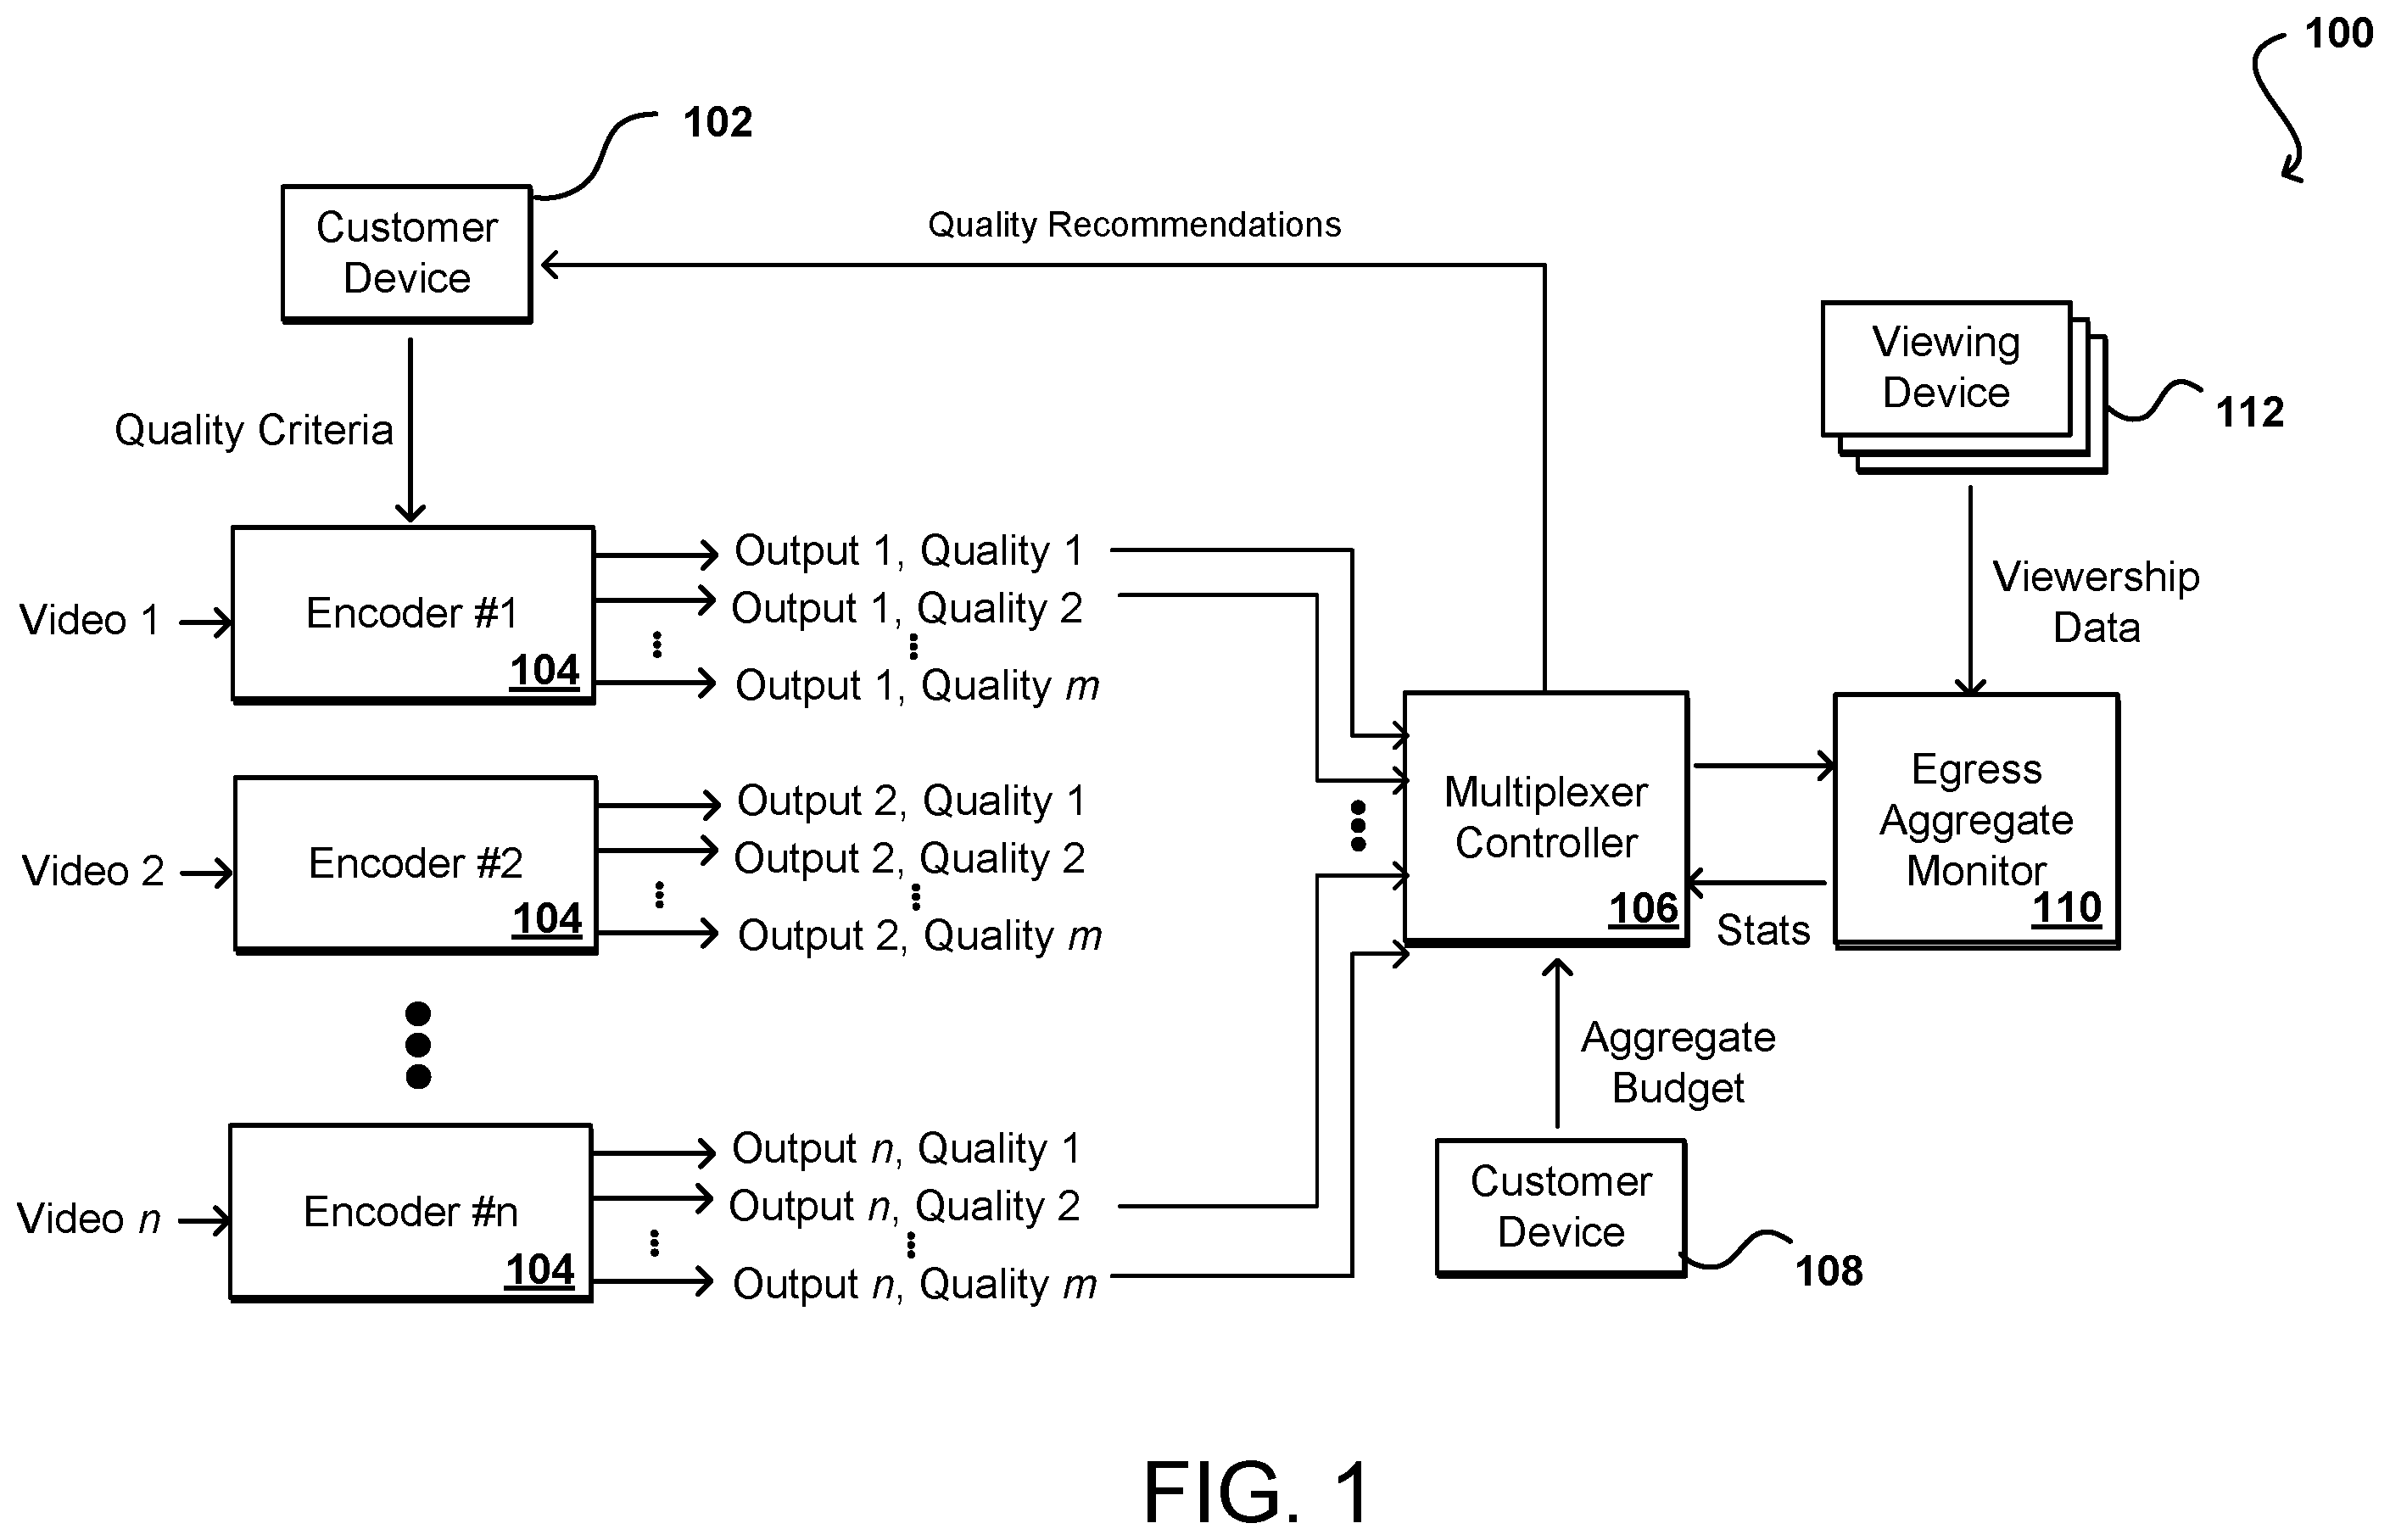 100
102
Customer
Device
Quality Recommendations
Viewing
Device
112
Quality Criteria
Viewership
Data
Video 1
Encoder #1
104
Output 1, Quality 1
Output 1, Quality 2
Output 1, Quality m
Video 2
Encoder #2
104
Output 2, Quality 1
Output 2, Quality 2
Output 2, Quality m
Multiplexer
Controller
106
Egress
Aggregate
Monitor
110
Stats
Aggregate
Budget
Video n
Encoder #n
104
Output n, Quality 1
Output n, Quality 2
Output n, Quality m
Customer
Device
108
FIG. 1